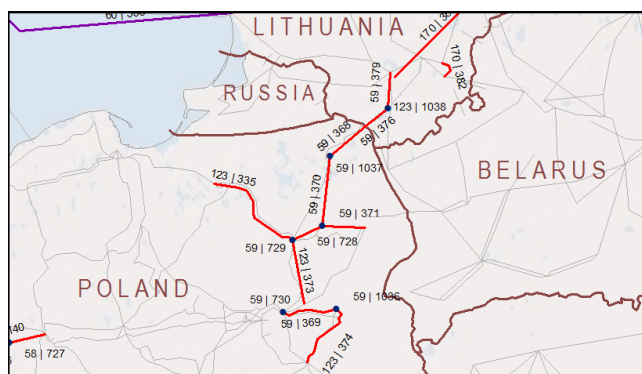 60 | 360
LITHUANIA
170 | 38
59 | 379
170 | 382
RUSSIA
123 | 1038
59 | 368
59 | 376
59 | 1037
BELARUS
123 | 335
59 | 370
59 | 371
59 | 728
59 | 729
123 | 373
POLAND
59 | 730
59 | 1036
59 | 369
140
58 | 727
123 | 374